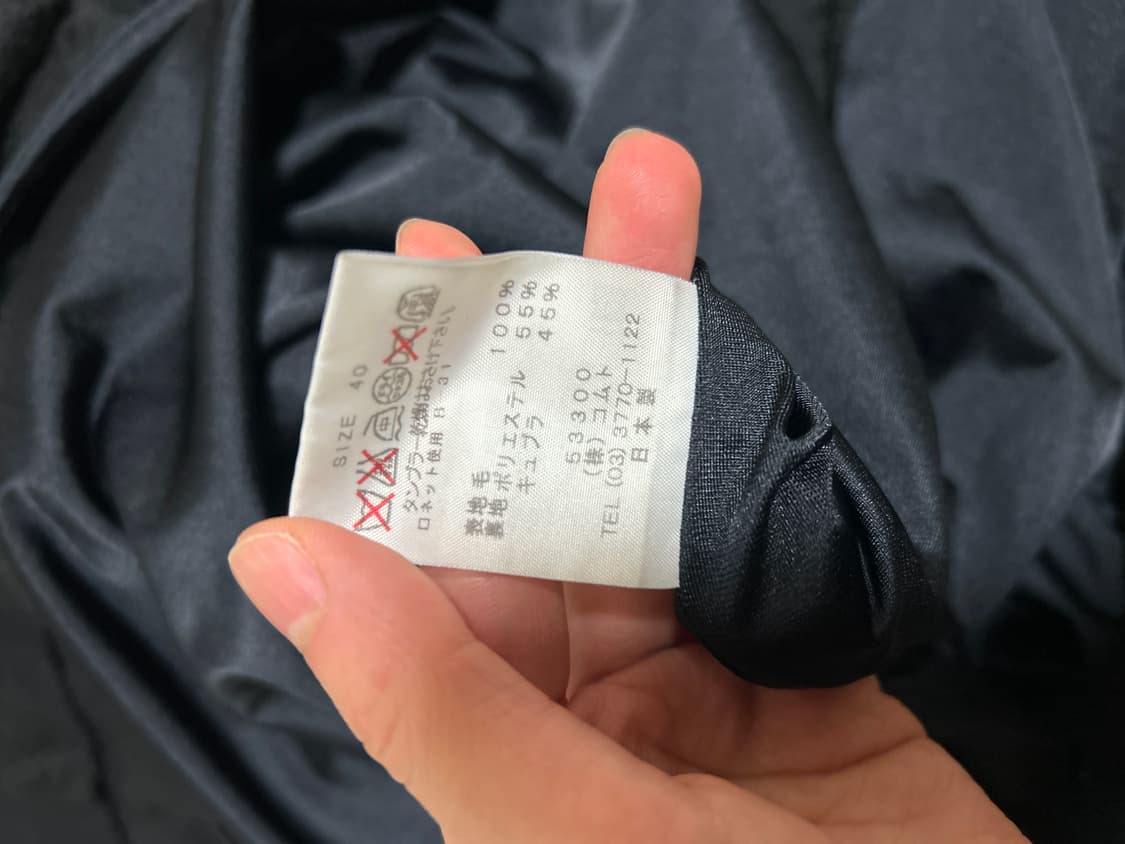 SIZE 40
中
タンブラー乾燥はおさけ下さい
ロネット使用 B 31
表地 毛 100%
裏地 ポリエステル 55%
キュプラ 45%
53300
(株)コムト
TEL (03) 3770-1122
日本製